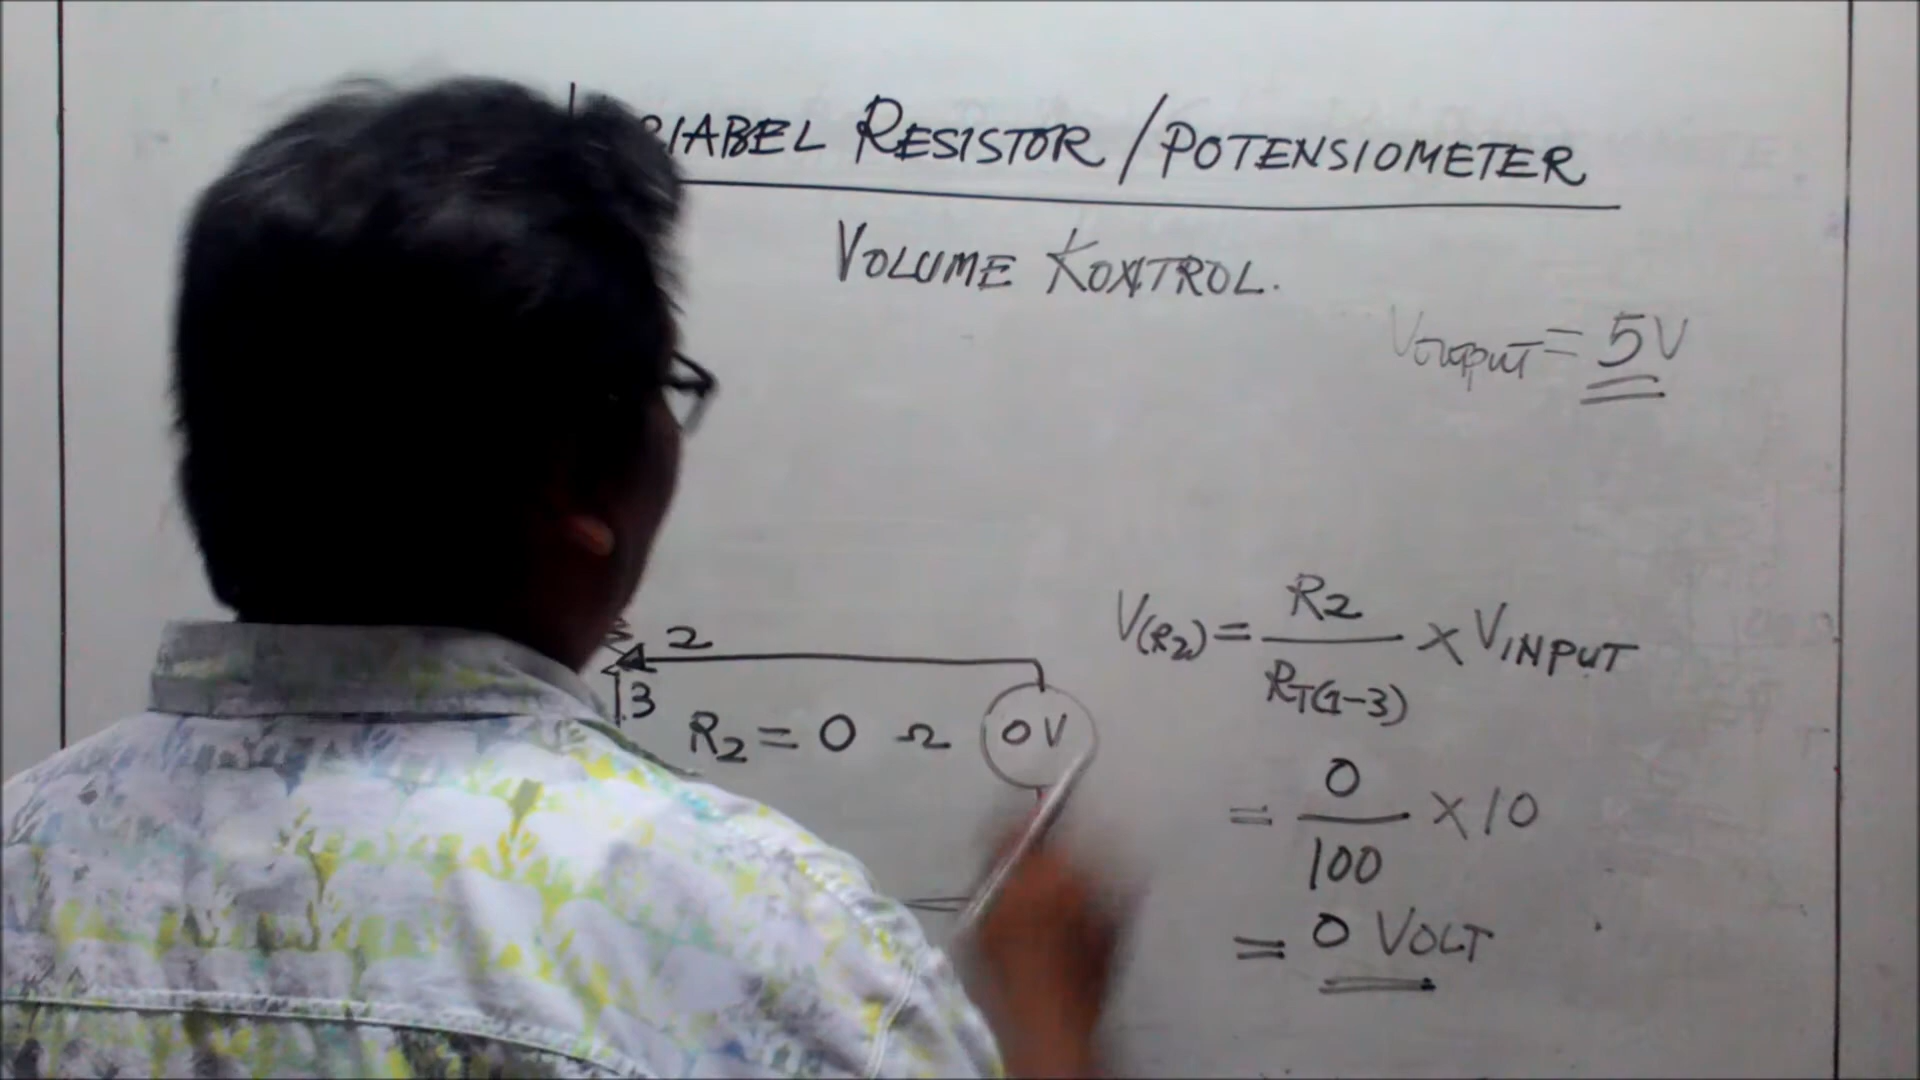 RIABEL RESISTOR / POTENSIOMETER
VOLUME KONTROL.
VOUTPUT = 5V
2
3
R2 = 0 Ω
0 V
V(R2) = R2 / RT(1-3) × VINPUT
= 0 / 100 × 10
= 0 VOLT